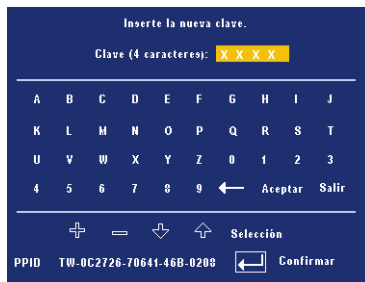 Inserte la nueva clave.
Clave (4 caracteres): X X X X
A B C D E F G H I J
K L M N O P Q R S T
U V W X Y Z 0 1 2 3
4 5 6 7 8 9 ← Aceptar Salir
+ − Selección
PPID TW-0C2726-70641-46B-0208 Confirmar